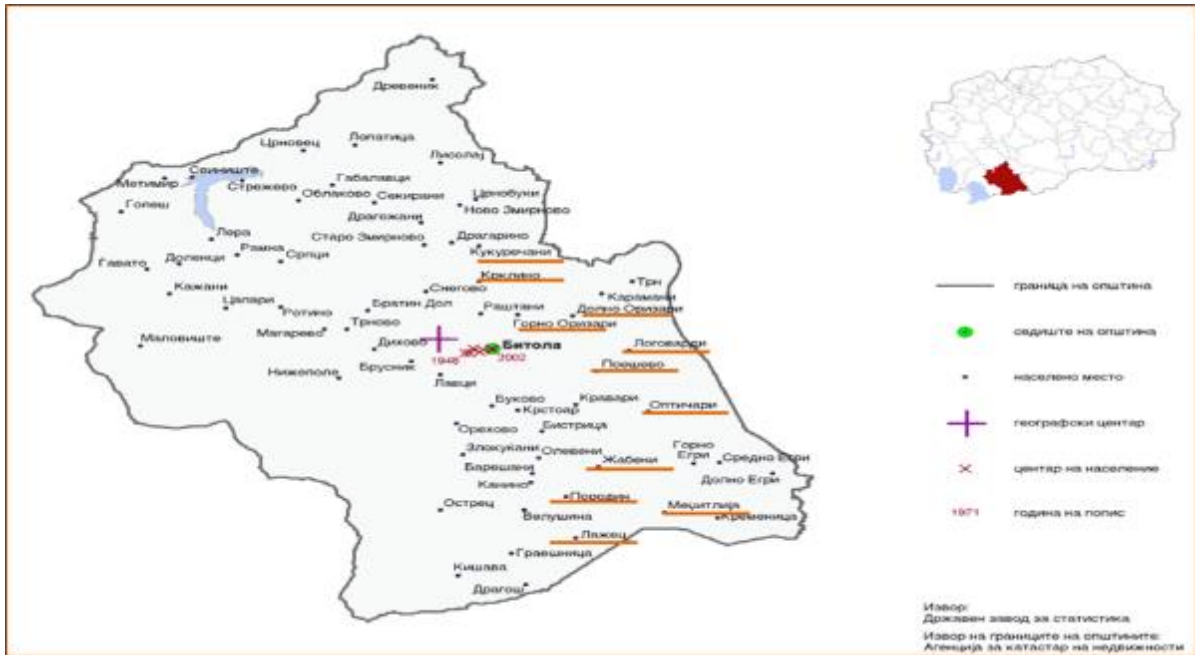 Древеник
Црновец
Лопатица
Лисолај
Метимир
Свиниште
Стрежево
Габалавци
Облаково
Секирани
Црнобуки
Ново Змирново
Голеш
Драгожани
Лера
Старо Змирново
Драгарино
Рамна
Српци
Кукуречани
Гавато
Доленци
Крклино
Трн
Кажани
Снегово
Карамани
Цапари
Ротино
Братин Дол
Раштани
Долно Оризари
Магарево
Трново
Горно Оризари
Маловиште
Дихово
Битола
Логоварди
1948
2002
Нижеполе
Брусник
Лавци
Поешево
Буково
Крстоар
Кравари
Оптичари
Орехово
Бистрица
Злокуќани
Олевени
Жабени
Горно
Егри
Средно Егри
Барешани
Долно Егри
Канино
Породин
Острец
Велушина
Меџитлија
Кременица
Лажец
Граешница
Кишава
Драгош
граница на општина
седиште на општина
населено место
географски центар
центар на население
1971
година на попис
Извор:
Државен завод за статистика
Извор на границите на општините:
Агенција за катастар на недвижности